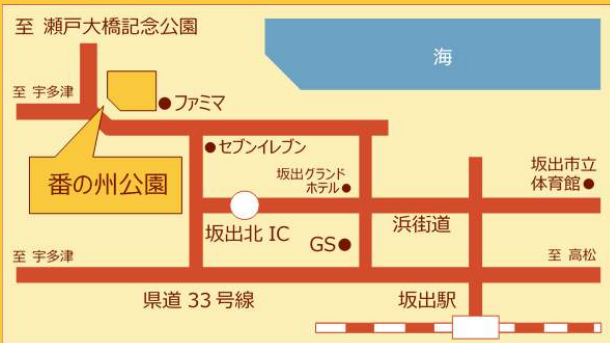 至 瀬戸大橋記念公園
海
至 宇多津
ファミマ
セブンイレブン
番の州公園
坂出グランド
ホテル
坂出市立
体育館
坂出北 IC
浜街道
GS
至 宇多津
至 高松
県道 33 号線
坂出駅